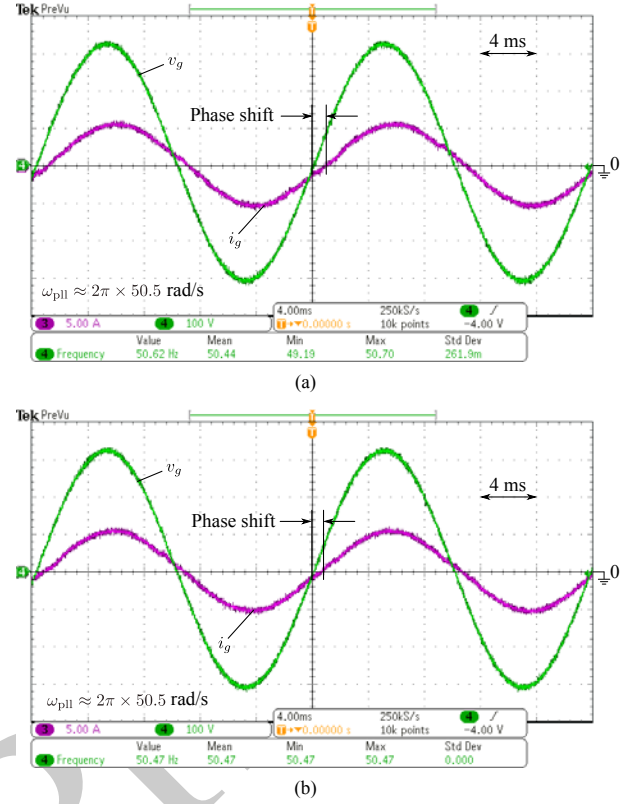 Tek PreVu
T
v_g
4 ms
Phase shift
0
i_g
ω_pll ≈ 2π × 50.5 rad/s
3 5.00 A 4 100 V
4.00ms 250kS/s 4 /
T→▼0.00000 s 10k points -4.00 V
Value Mean Min Max Std Dev
4 Frequency 50.62 Hz 50.44 49.19 50.70 261.9m
(a)
Tek PreVu
T
v_g
4 ms
Phase shift
0
i_g
ω_pll ≈ 2π × 50.5 rad/s
3 5.00 A 4 100 V
4.00ms 250kS/s 4 /
T→▼0.00000 s 10k points -4.00 V
Value Mean Min Max Std Dev
4 Frequency 50.47 Hz 50.47 50.47 50.47 0.000
(b)